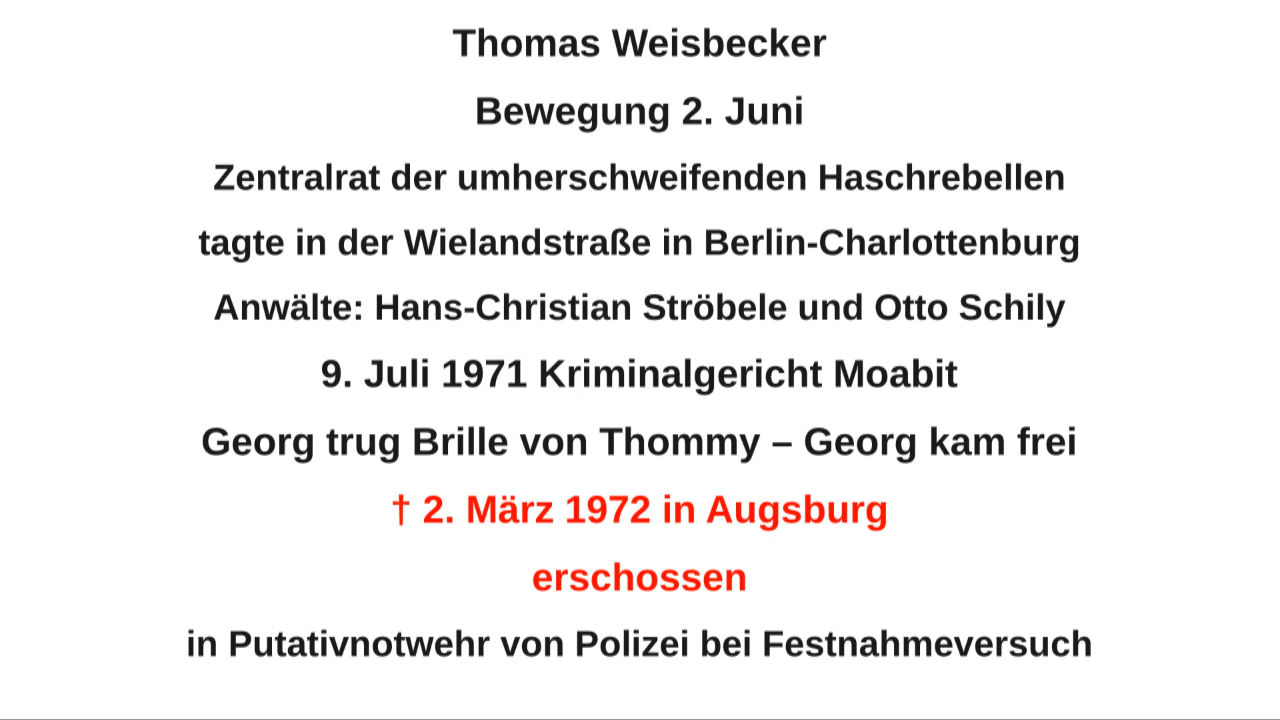 Thomas Weisbecker
Bewegung 2. Juni
Zentralrat der umherschweifenden Haschrebellen
tagte in der Wielandstraße in Berlin-Charlottenburg
Anwälte: Hans-Christian Ströbele und Otto Schily
9. Juli 1971 Kriminalgericht Moabit
Georg trug Brille von Thommy – Georg kam frei
† 2. März 1972 in Augsburg
erschossen
in Putativnotwehr von Polizei bei Festnahmeversuch